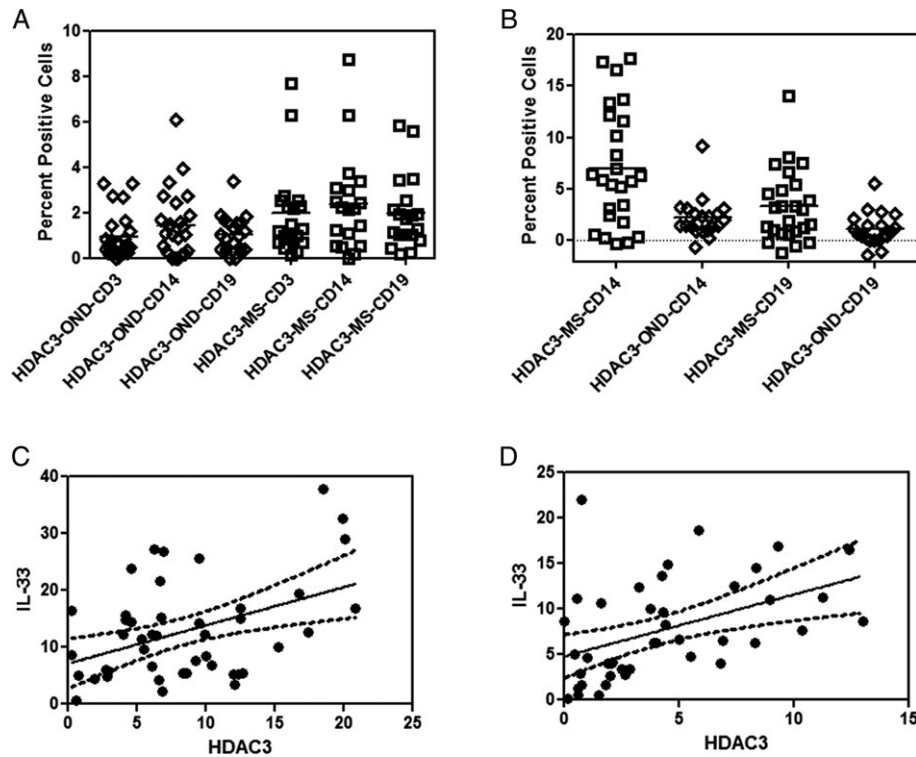 A
Percent Positive Cells
10
8
6
4
2
0
HDAC3-OND-CD3
HDAC3-OND-CD14
HDAC3-OND-CD19
HDAC3-MS-CD3
HDAC3-MS-CD14
HDAC3-MS-CD19
B
Percent Positive Cells
20
15
10
5
0
HDAC3-MS-CD14
HDAC3-OND-CD14
HDAC3-MS-CD19
HDAC3-OND-CD19
C
IL-33
40
30
20
10
0
0 5 10 15 20 25
HDAC3
D
IL-33
25
20
15
10
5
0
0 5 10 15
HDAC3